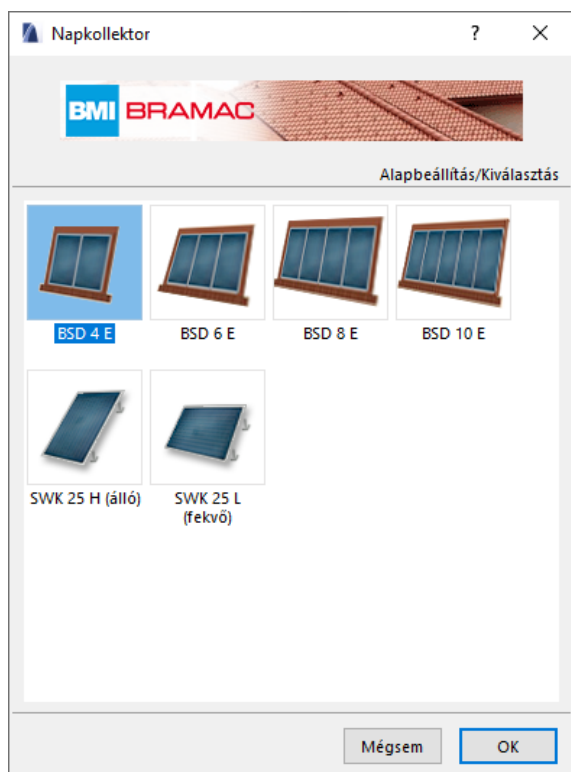 Napkollektor
?
BMI BRAMAC
Alapbeállítás/Kiválasztás
BSD 4 E
BSD 6 E
BSD 8 E
BSD 10 E
SWK 25 H (álló)
SWK 25 L
(fekvő)
Mégsem
OK